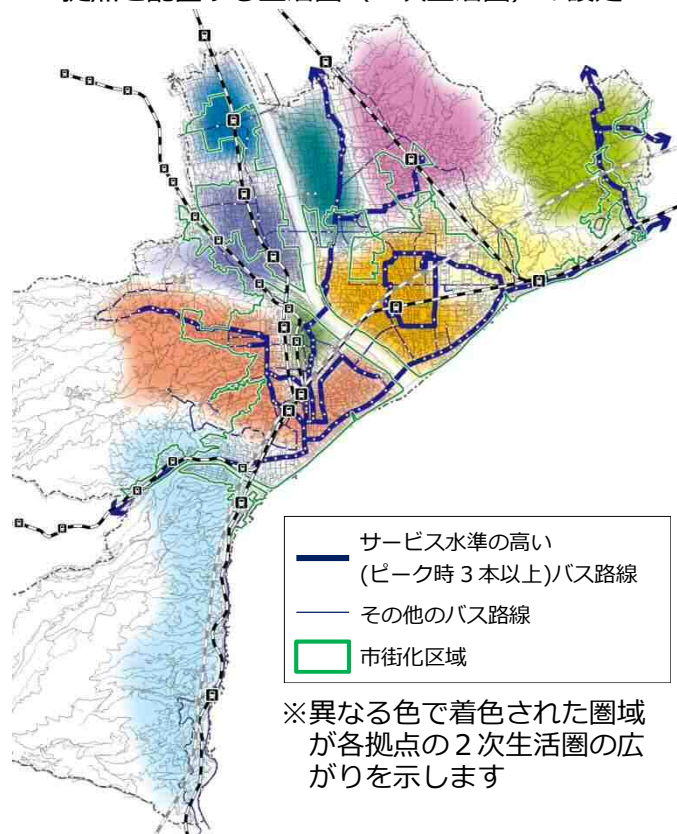 サービス水準の高い
(ピーク時３本以上)バス路線
その他のバス路線
市街化区域
※異なる色で着色された圏域
が各拠点の２次生活圏の広
がりを示します